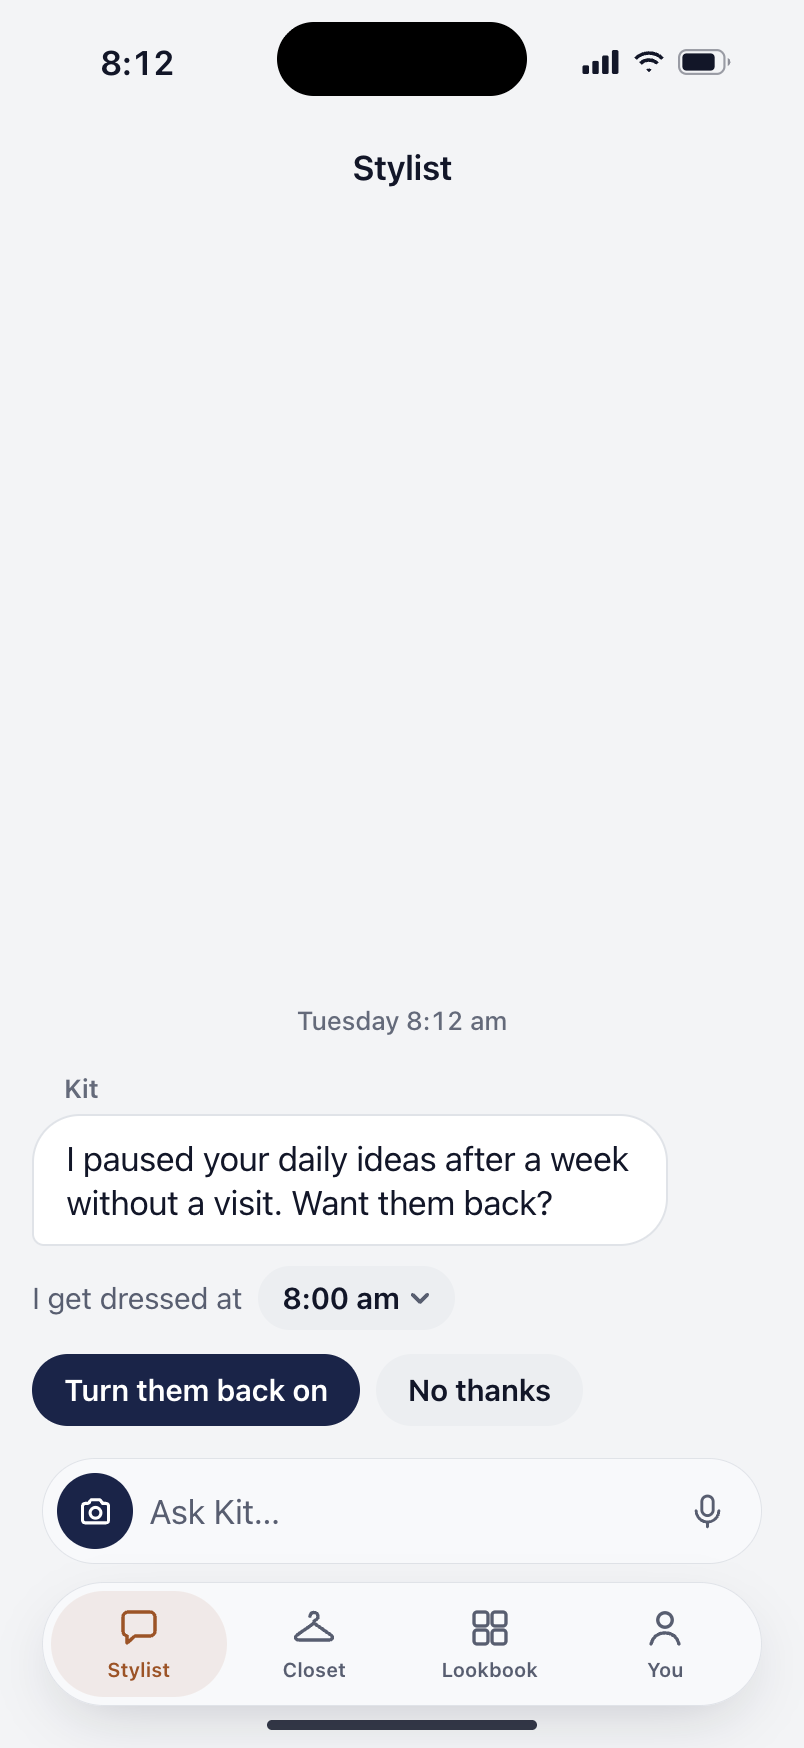 8:12
Stylist
Tuesday 8:12 am
Kit
I paused your daily ideas after a week
without a visit. Want them back?
I get dressed at 8:00 am
Turn them back on No thanks
Ask Kit...
Stylist Closet Lookbook You